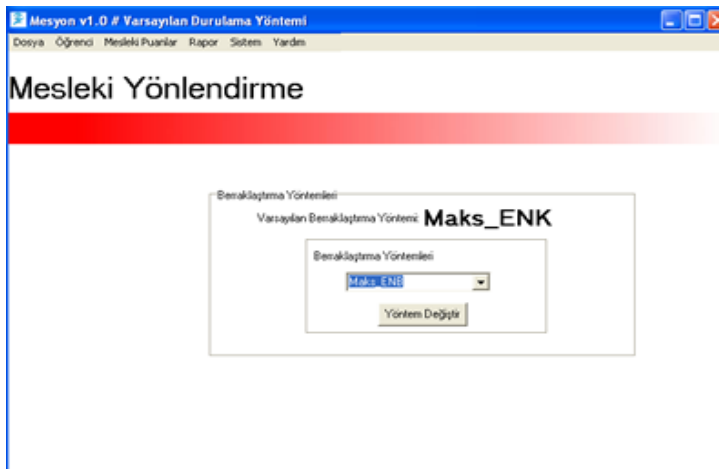 Mesyon v1.0 # Varsayılan Durulama Yöntemi
Dosya Öğrenci Mesleki Puanlar Rapor Sistem Yardım
Mesleki Yönlendirme
Berraklaştırma Yöntemleri
Varsayılan Berraklaştırma Yöntemi: Maks_ENK
Berraklaştırma Yöntemleri
Maks_ENB
Yöntem Değiştir